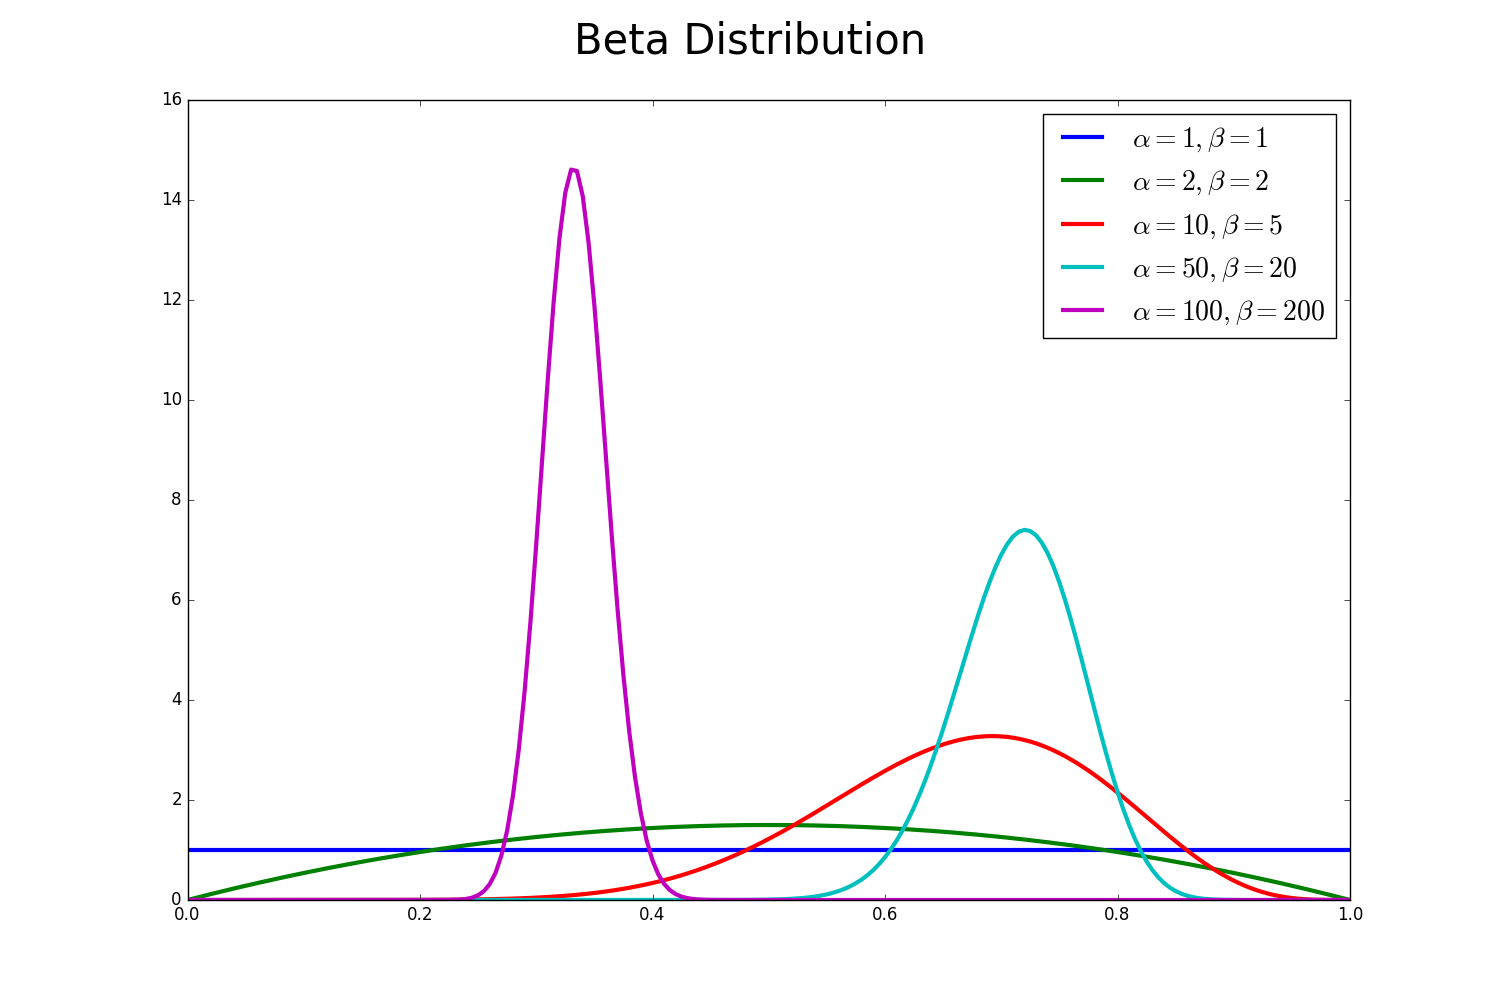 Beta Distribution
16
14
12
10
8
6
4
2
0
0.0 0.2 0.4 0.6 0.8 1.0
α = 1, β = 1
α = 2, β = 2
α = 10, β = 5
α = 50, β = 20
α = 100, β = 200